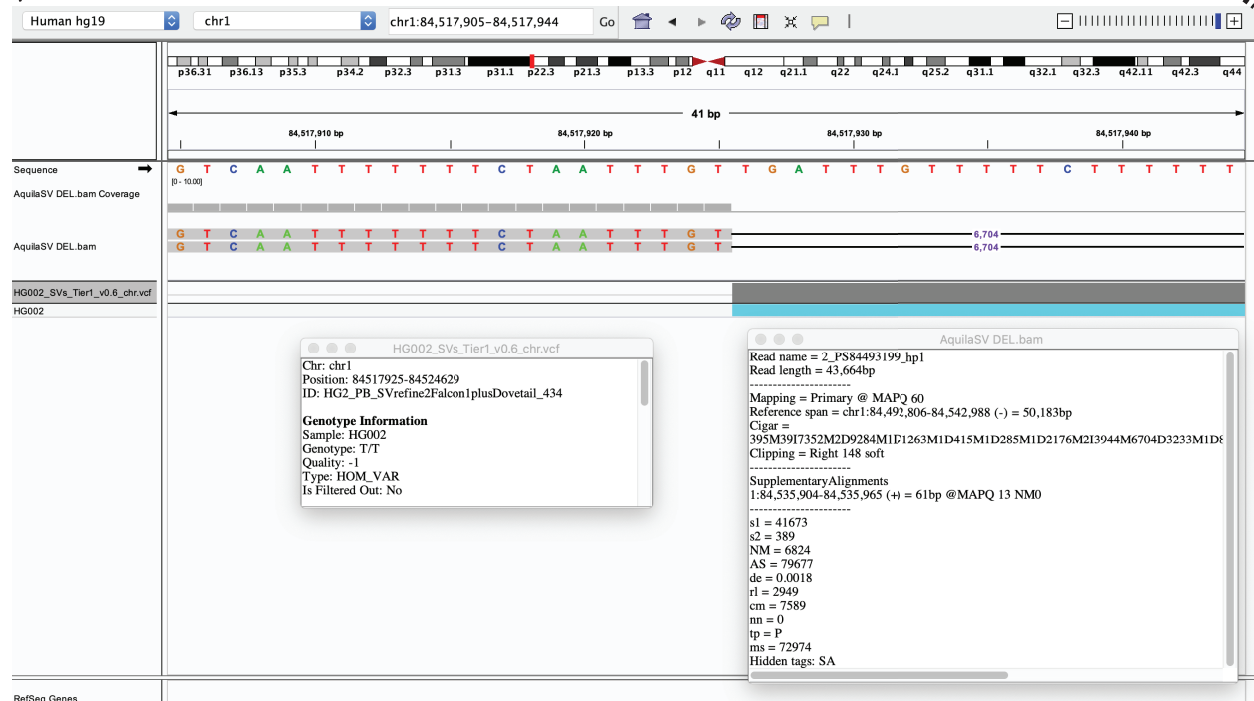 Human hg19 chr1 chr1:84,517,905-84,517,944 Go
p36.31 p36.13 p35.3 p34.2 p32.3 p31.3 p31.1 p22.3 p21.3 p13.3 p12 q11 q12 q21.1 q22 q24.1 q25.2 q31.1 q32.1 q32.3 q42.11 q42.3 q44
41 bp
84,517,910 bp 84,517,920 bp 84,517,930 bp 84,517,940 bp
Sequence G T C A A T T T T T T T C T A A T T T G T T G A T T T G T T T T T C T T T T T T
[0 - 10.00]
AquilaSV DEL.bam Coverage
G T C A A T T T T T T T C T A A T T T G T 6,704
AquilaSV DEL.bam G T C A A T T T T T T T C T A A T T T G T 6,704
HG002_SVs_Tier1_v0.6_chr.vcf
HG002
HG002_SVs_Tier1_v0.6_chr.vcf
Chr: chr1
Position: 84517925-84524629
ID: HG2_PB_SVrefine2Falcon1plusDovetail_434
Genotype Information
Sample: HG002
Genotype: T/T
Quality: -1
Type: HOM_VAR
Is Filtered Out: No
AquilaSV DEL.bam
Read name = 2_PS84493199_hp1
Read length = 43,664bp
----------------------
Mapping = Primary @ MAPQ 60
Reference span = chr1:84,492,806-84,542,988 (-) = 50,183bp
Cigar =
395M39I7352M2D9284M1D1263M1D415M1D285M1D2176M2I3944M6704D3233M1D8
Clipping = Right 148 soft
----------------------
SupplementaryAlignments
1:84,535,904-84,535,965 (+) = 61bp @MAPQ 13 NM0
----------------------
s1 = 41673
s2 = 389
NM = 6824
AS = 79677
de = 0.0018
rl = 2949
cm = 7589
nn = 0
tp = P
ms = 72974
Hidden tags: SA
RefSeq Genes